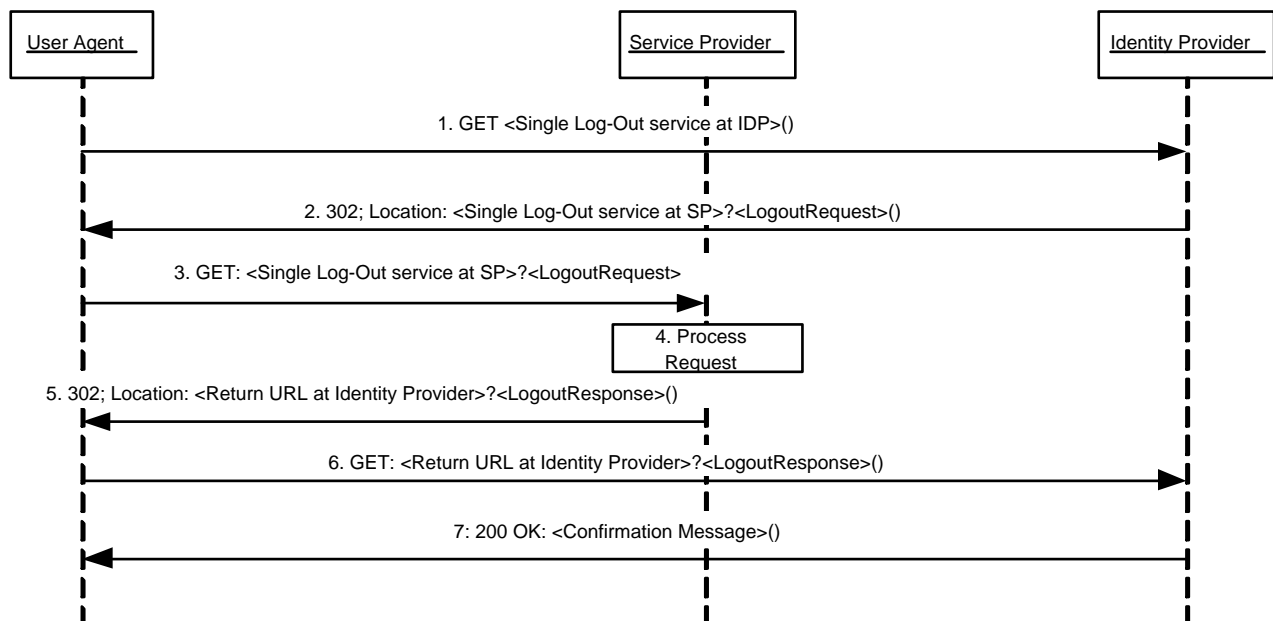 User Agent
Service Provider
Identity Provider
1. GET <Single Log-Out service at IDP>()
2. 302; Location: <Single Log-Out service at SP>?<LogoutRequest>()
3. GET: <Single Log-Out service at SP>?<LogoutRequest>
4. Process
Request
5. 302; Location: <Return URL at Identity Provider>?<LogoutResponse>()
6. GET: <Return URL at Identity Provider>?<LogoutResponse>()
7: 200 OK: <Confirmation Message>()